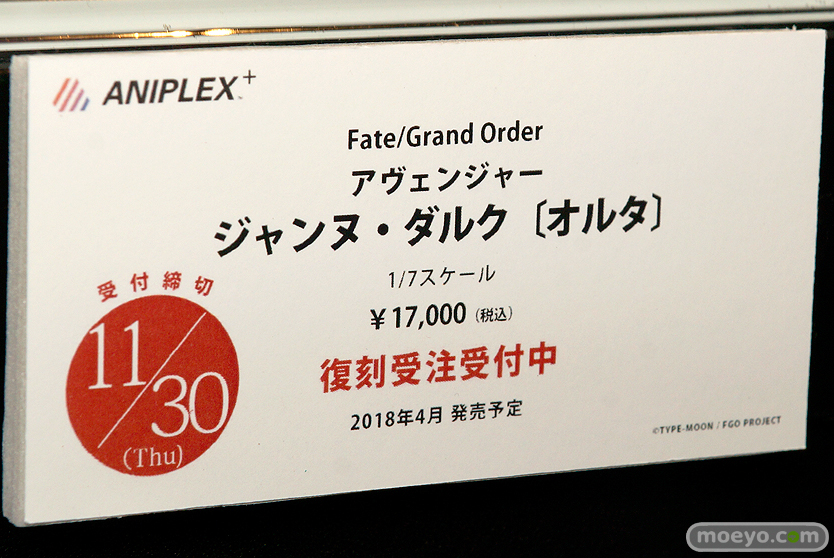 ANIPLEX+
Fate/Grand Order
アヴェンジャー
ジャンヌ・ダルク〔オルタ〕
1/7スケール
￥17,000（税込）
復刻受注受付中
2018年4月 発売予定
受付締切
11/30
(Thu)
©TYPE-MOON / FGO PROJECT
moeyo.com